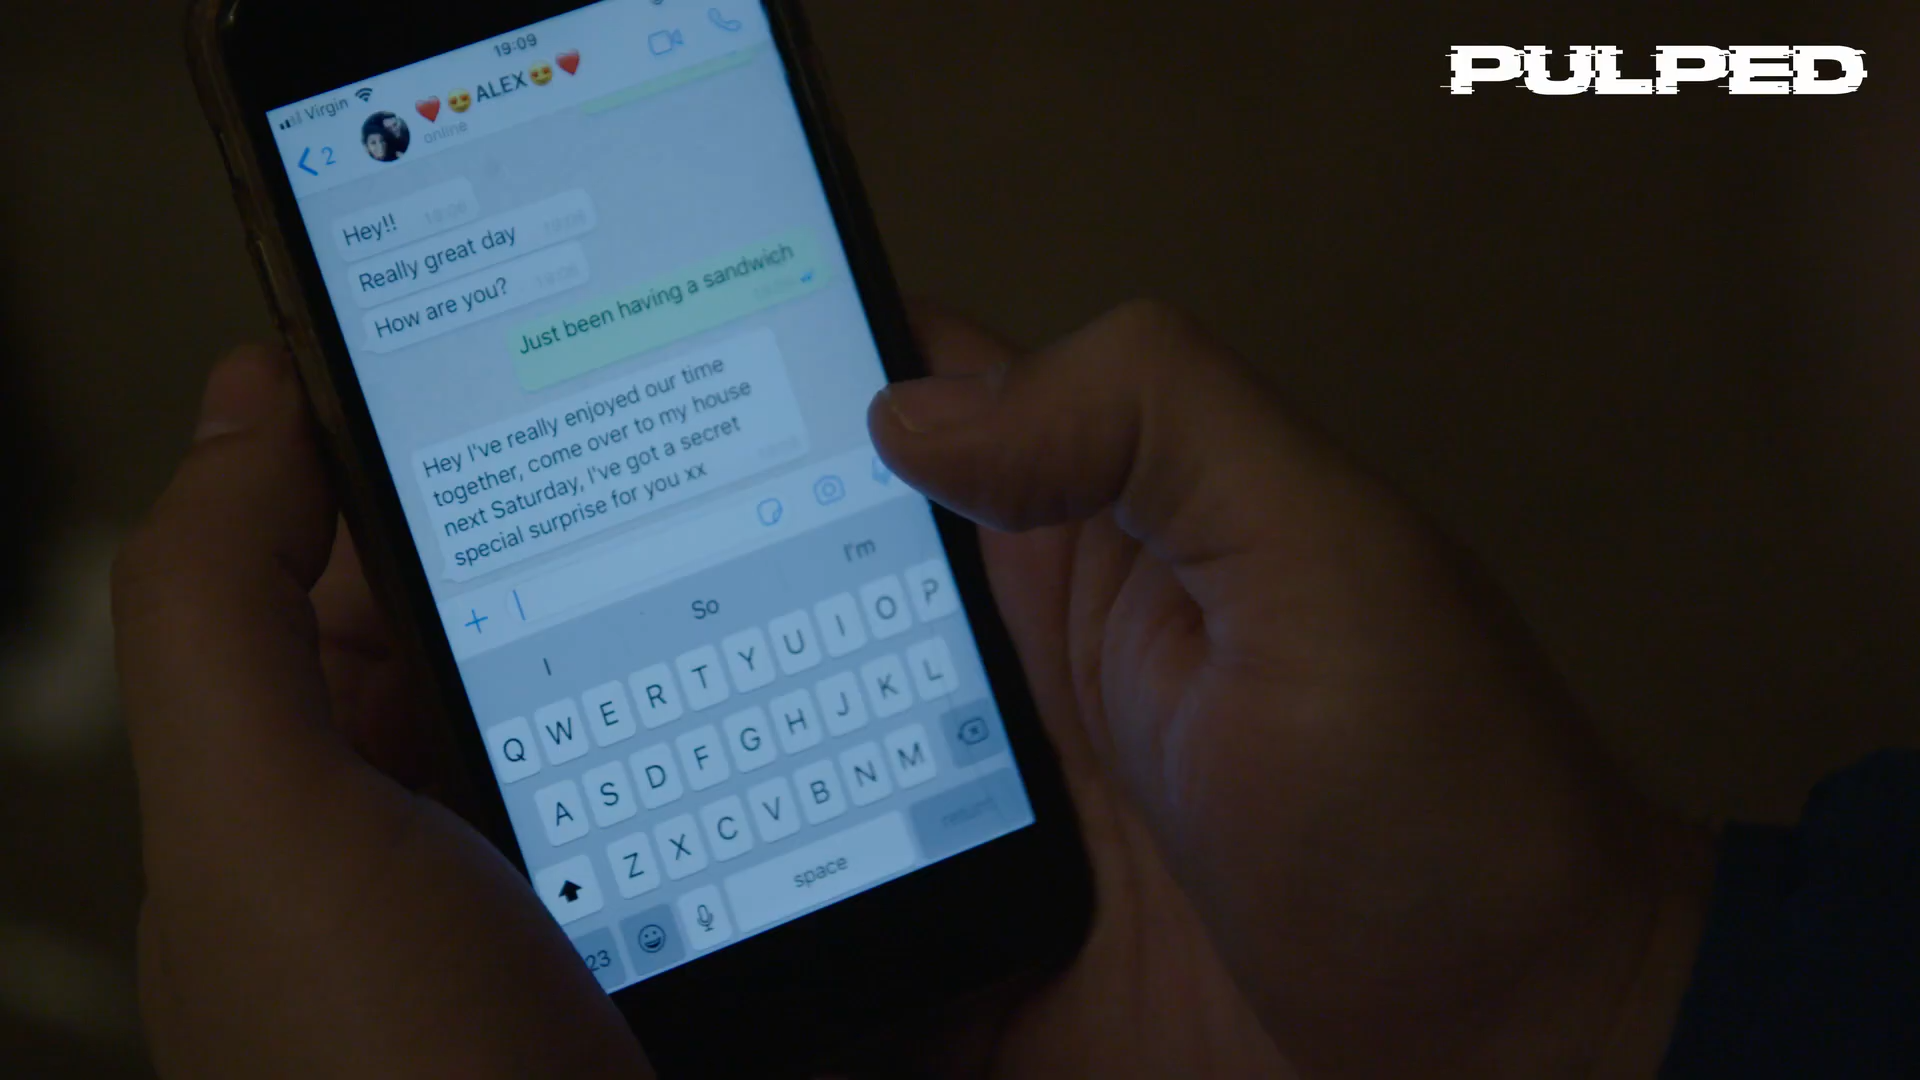 PULPED
19:09
Virgin
2
❤️😍ALEX😍❤️
online
Hey!!
Really great day
How are you?
Just been having a sandwich
Hey I've really enjoyed our time
together, come over to my house
next Saturday, I've got a secret
special surprise for you xx
I So I'm
Q W E R T Y U I O P
A S D F G H J K L
Z X C V B N M
23 space return